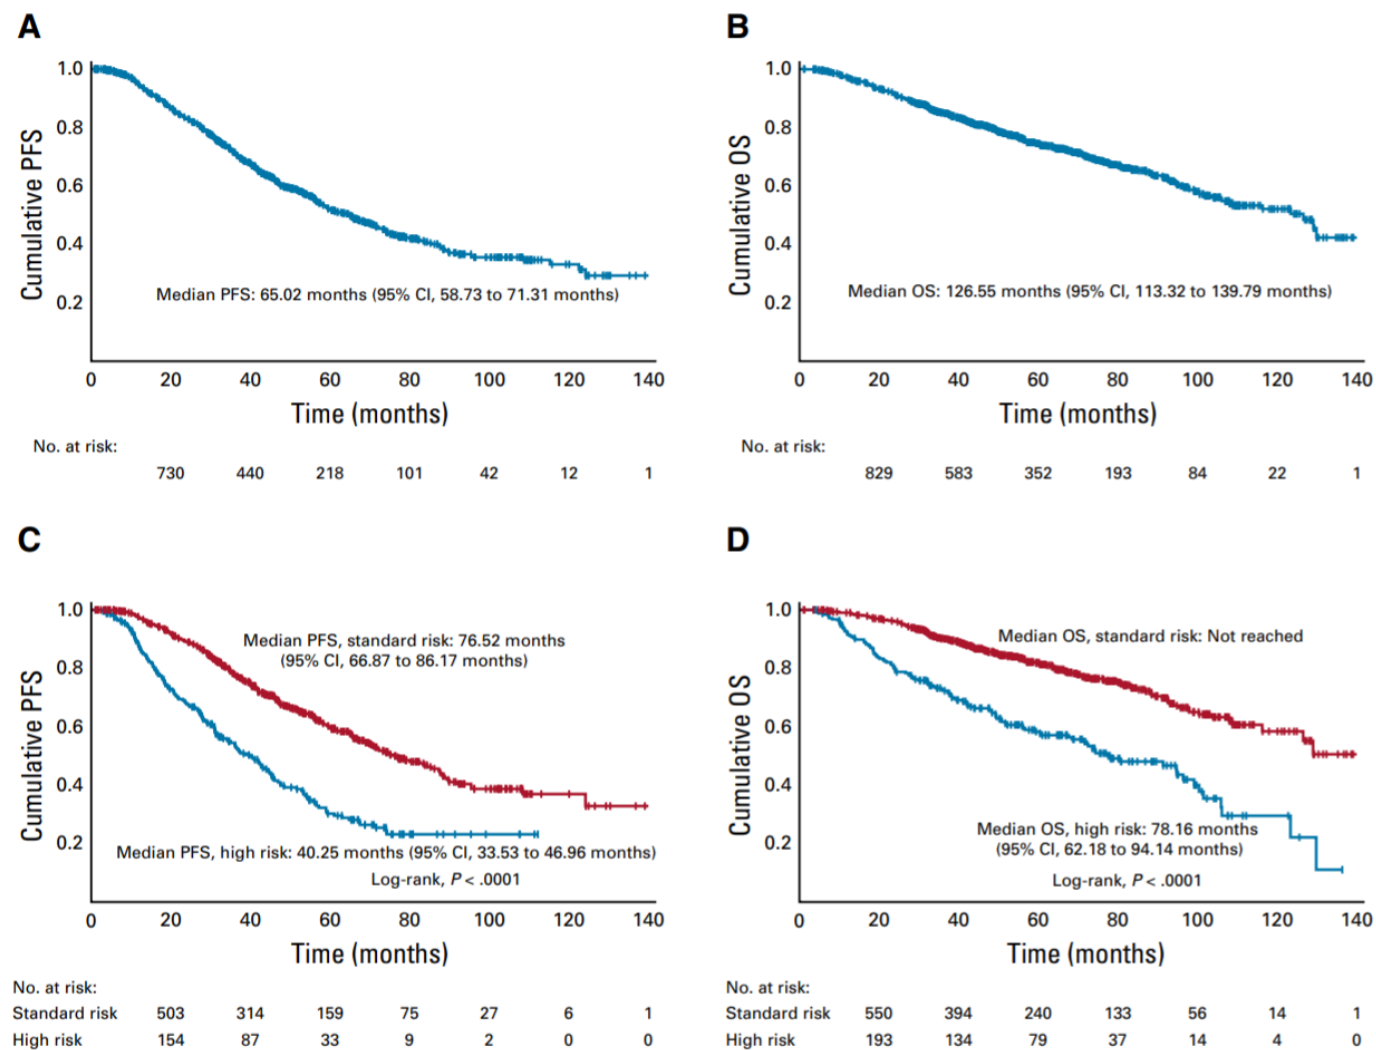 A
1.0
0.8
0.6
0.4
0.2
Cumulative PFS
Median PFS: 65.02 months (95% CI, 58.73 to 71.31 months)
0 20 40 60 80 100 120 140
Time (months)
No. at risk:
730 440 218 101 42 12 1
B
1.0
0.8
0.6
0.4
0.2
Cumulative OS
Median OS: 126.55 months (95% CI, 113.32 to 139.79 months)
0 20 40 60 80 100 120 140
Time (months)
No. at risk:
829 583 352 193 84 22 1
C
1.0
0.8
0.6
0.4
0.2
Cumulative PFS
Median PFS, standard risk: 76.52 months
(95% CI, 66.87 to 86.17 months)
Median PFS, high risk: 40.25 months (95% CI, 33.53 to 46.96 months)
Log-rank, P < .0001
0 20 40 60 80 100 120 140
Time (months)
No. at risk:
Standard risk 503 314 159 75 27 6 1
High risk 154 87 33 9 2 0 0
D
1.0
0.8
0.6
0.4
0.2
Cumulative OS
Median OS, standard risk: Not reached
Median OS, high risk: 78.16 months
(95% CI, 62.18 to 94.14 months)
Log-rank, P < .0001
0 20 40 60 80 100 120 140
Time (months)
No. at risk:
Standard risk 550 394 240 133 56 14 1
High risk 193 134 79 37 14 4 0